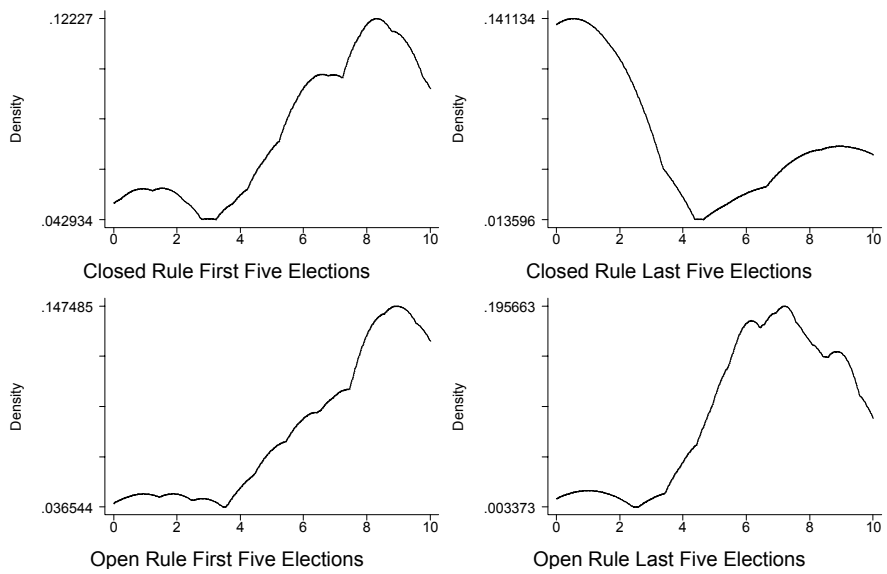 .12227
.141134
Density
Density
.042934
.013596
0 2 4 6 8 10
0 2 4 6 8 10
Closed Rule First Five Elections
Closed Rule Last Five Elections
.147485
.195663
Density
Density
.036544
.003373
0 2 4 6 8 10
0 2 4 6 8 10
Open Rule First Five Elections
Open Rule Last Five Elections